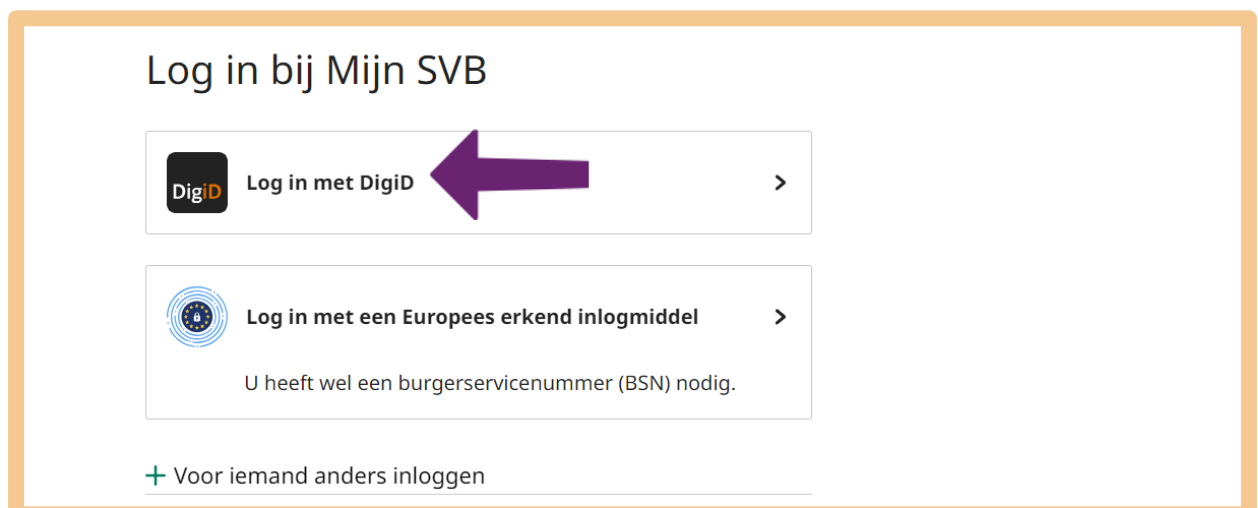 Log in bij Mijn SVB
DigiD
Log in met DigiD
Log in met een Europees erkend inlogmiddel
U heeft wel een burgerservicenummer (BSN) nodig.
Voor iemand anders inloggen